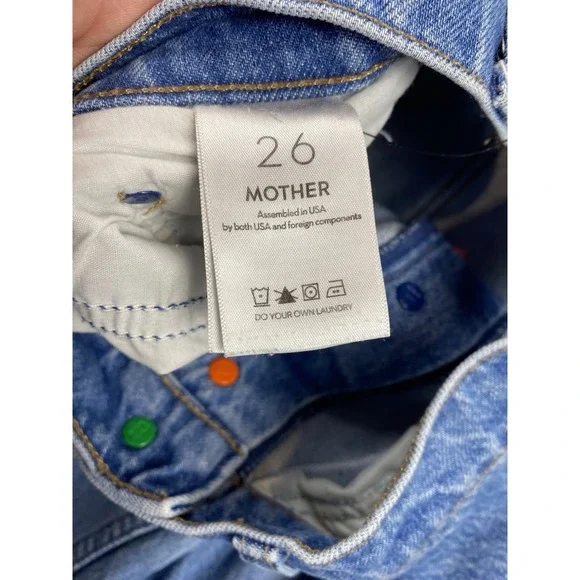 26
MOTHER
Assembled in USA
by both USA and foreign components
DO YOUR OWN LAUNDRY